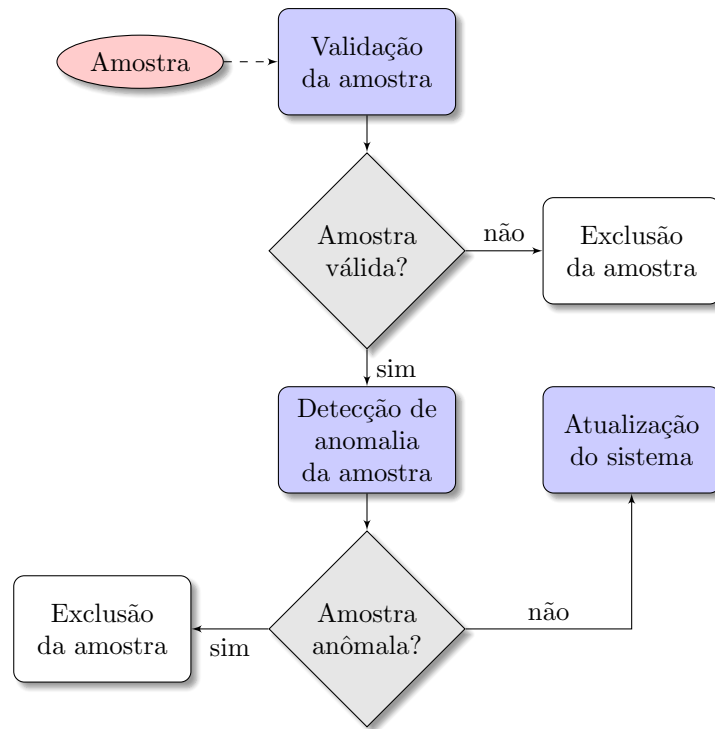 Amostra
Validação
da amostra
Amostra
válida?
não
Exclusão
da amostra
sim
Detecção de
anomalia
da amostra
Atualização
do sistema
Exclusão
da amostra
sim
Amostra
anômala?
não